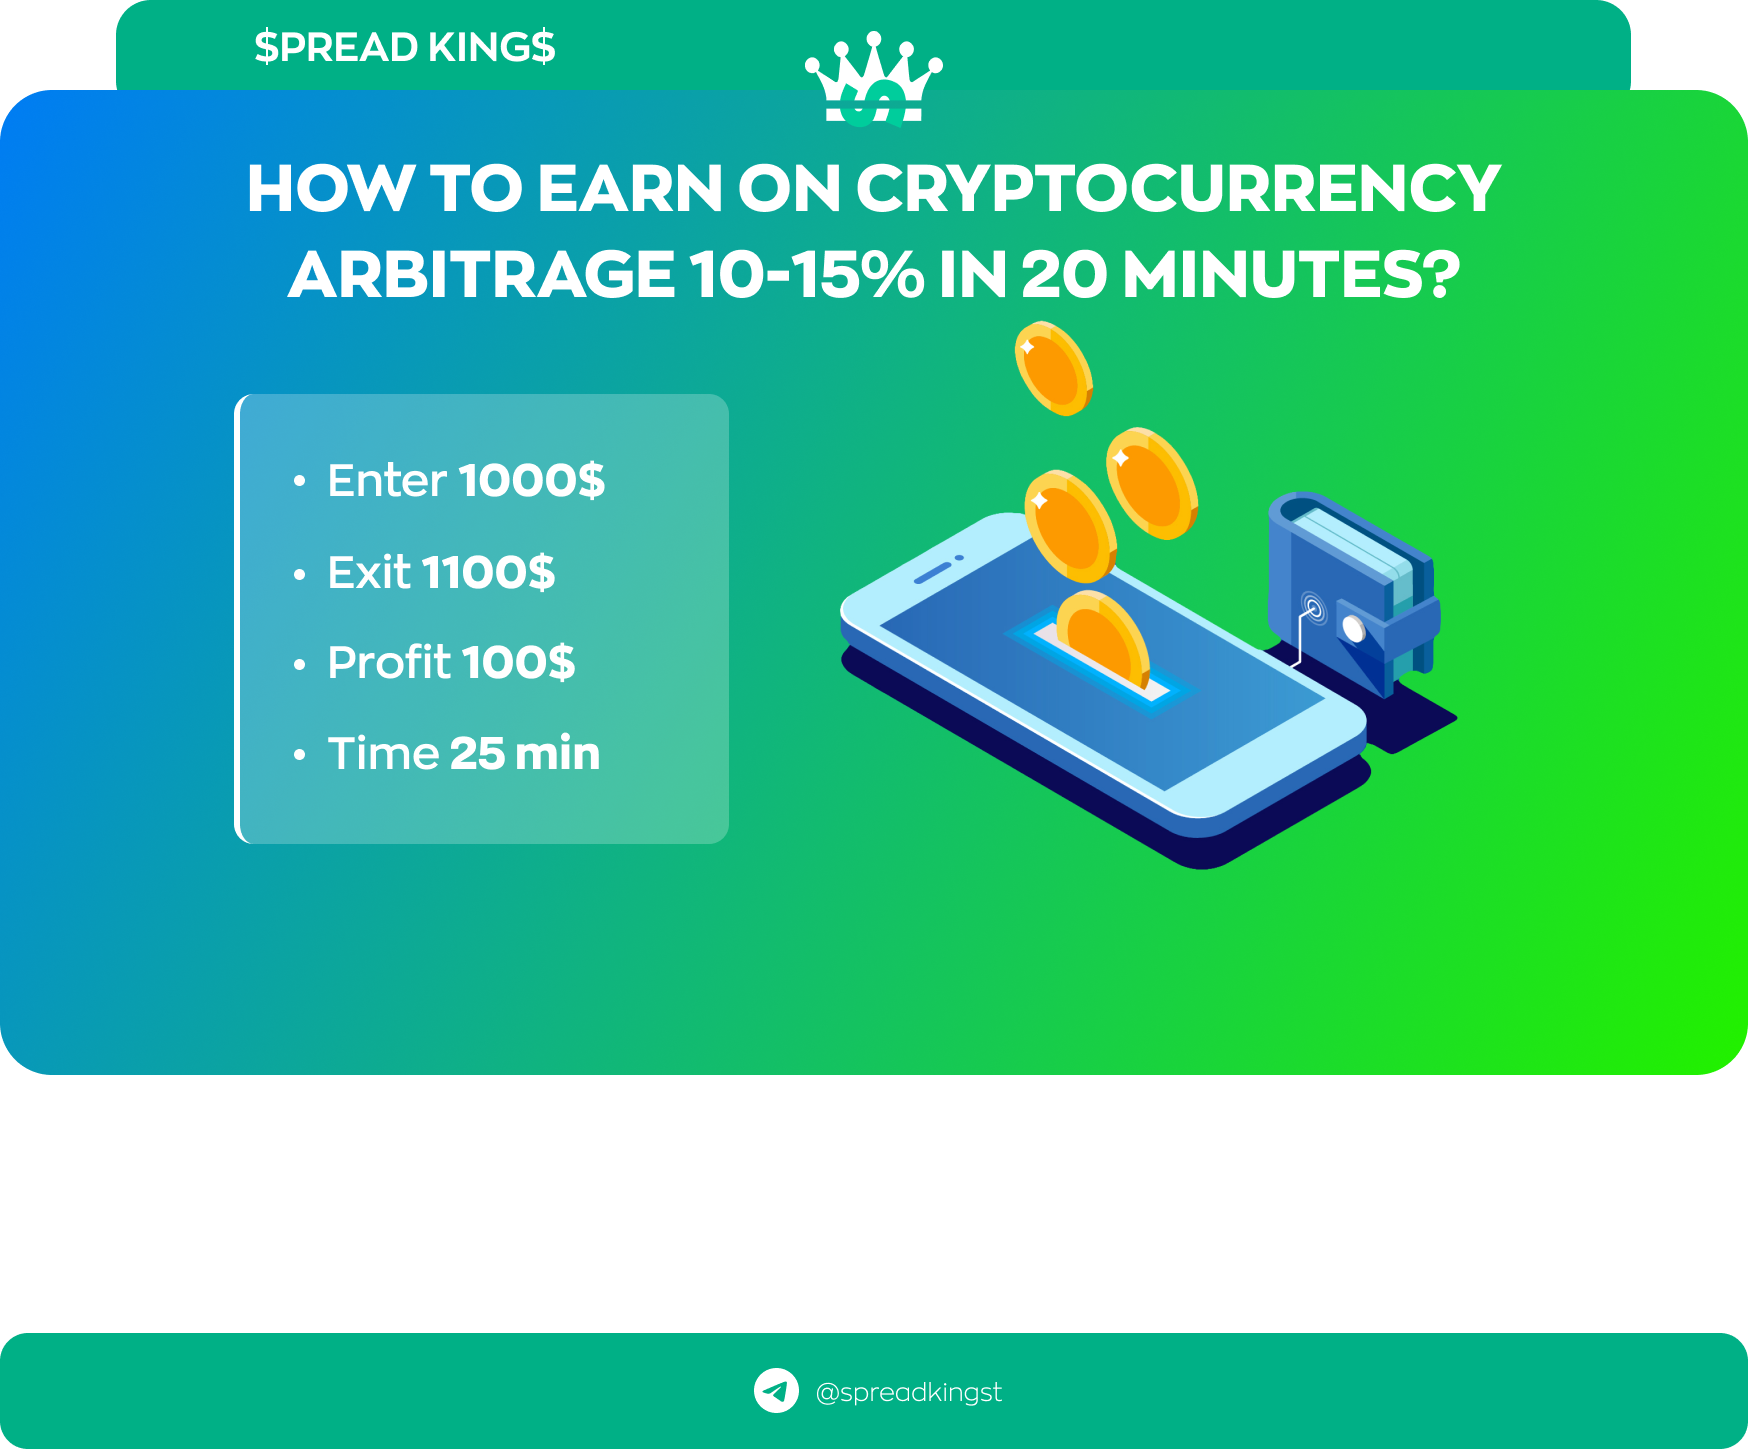 $PREAD KING$
HOW TO EARN ON CRYPTOCURRENCY
ARBITRAGE 10-15% IN 20 MINUTES?
• Enter 1000$
• Exit 1100$
• Profit 100$
• Time 25 min
@spreadkingst